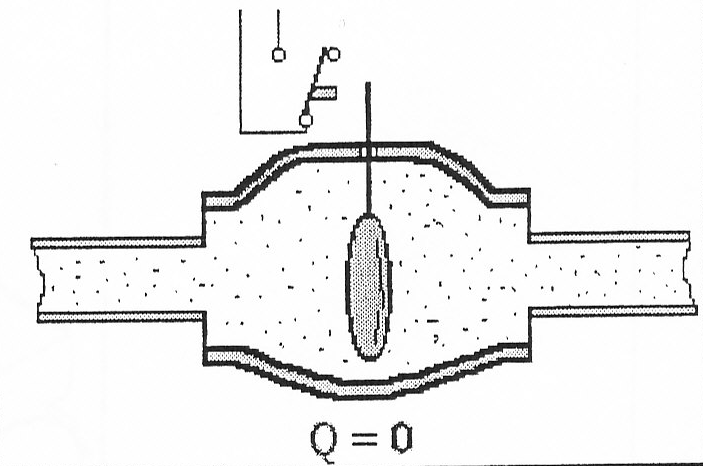 Q = 0